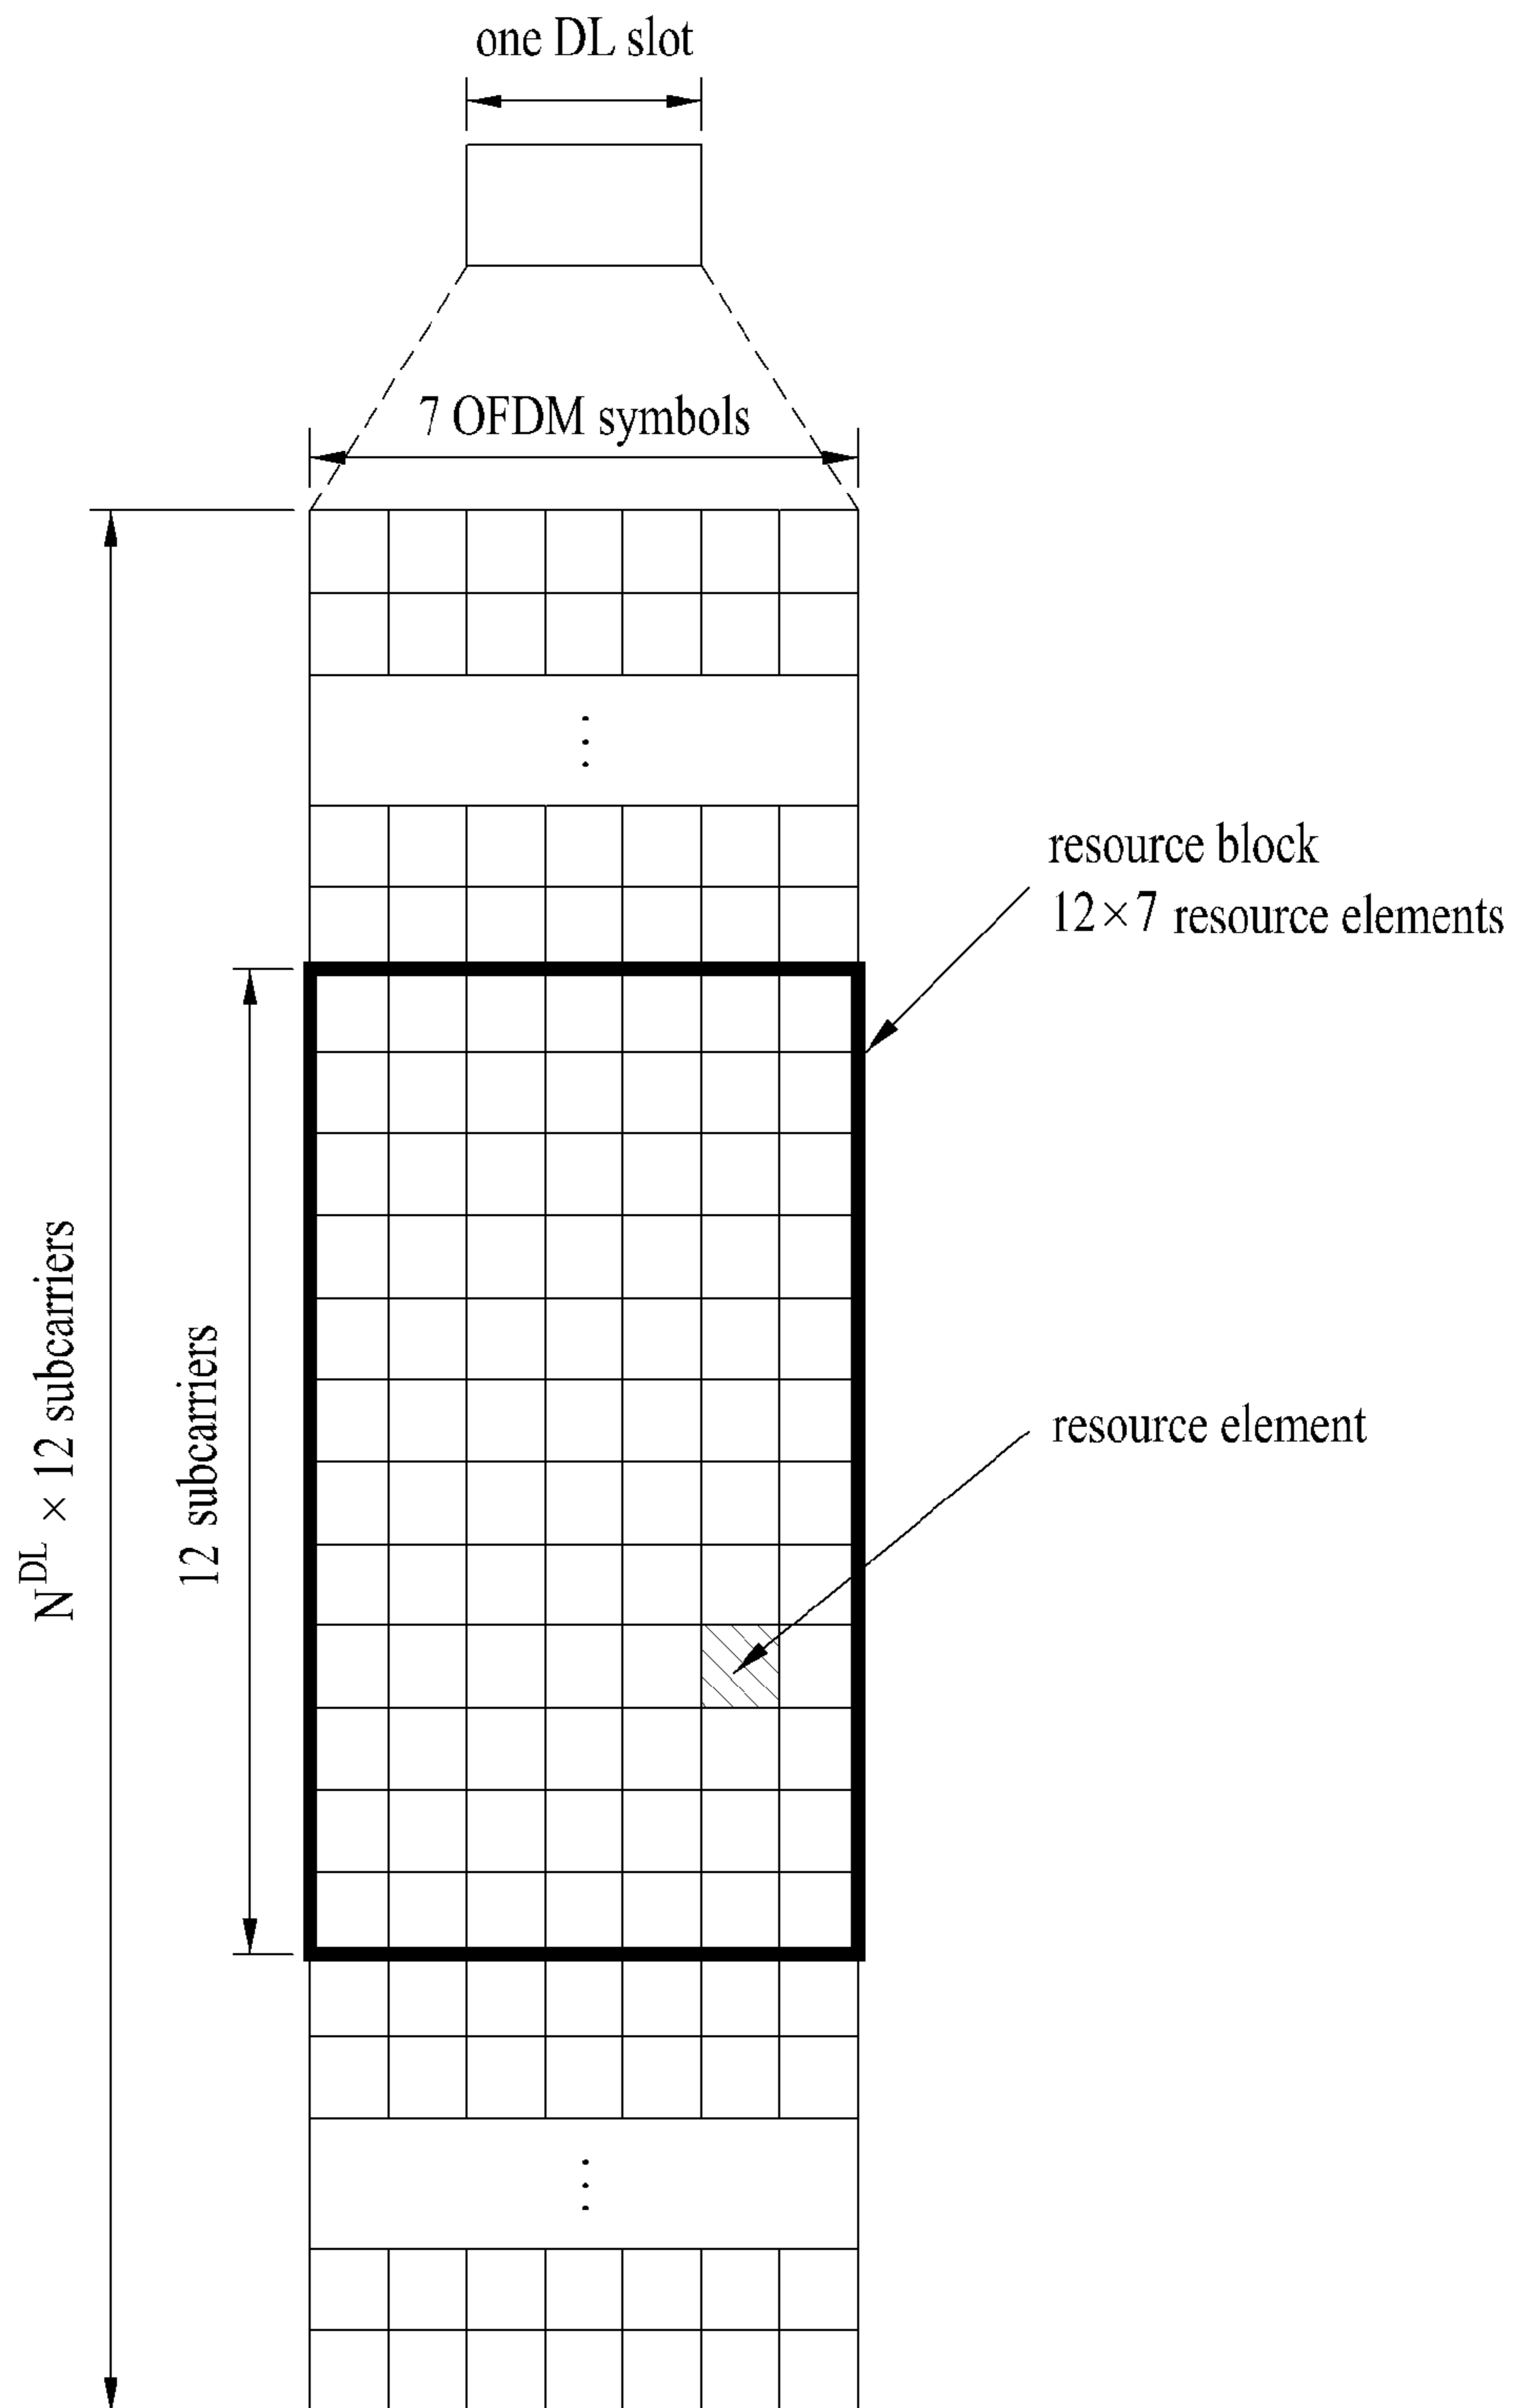 one DL slot
7 OFDM symbols
resource block
12×7 resource elements
resource element
12 subcarriers
N^DL × 12 subcarriers